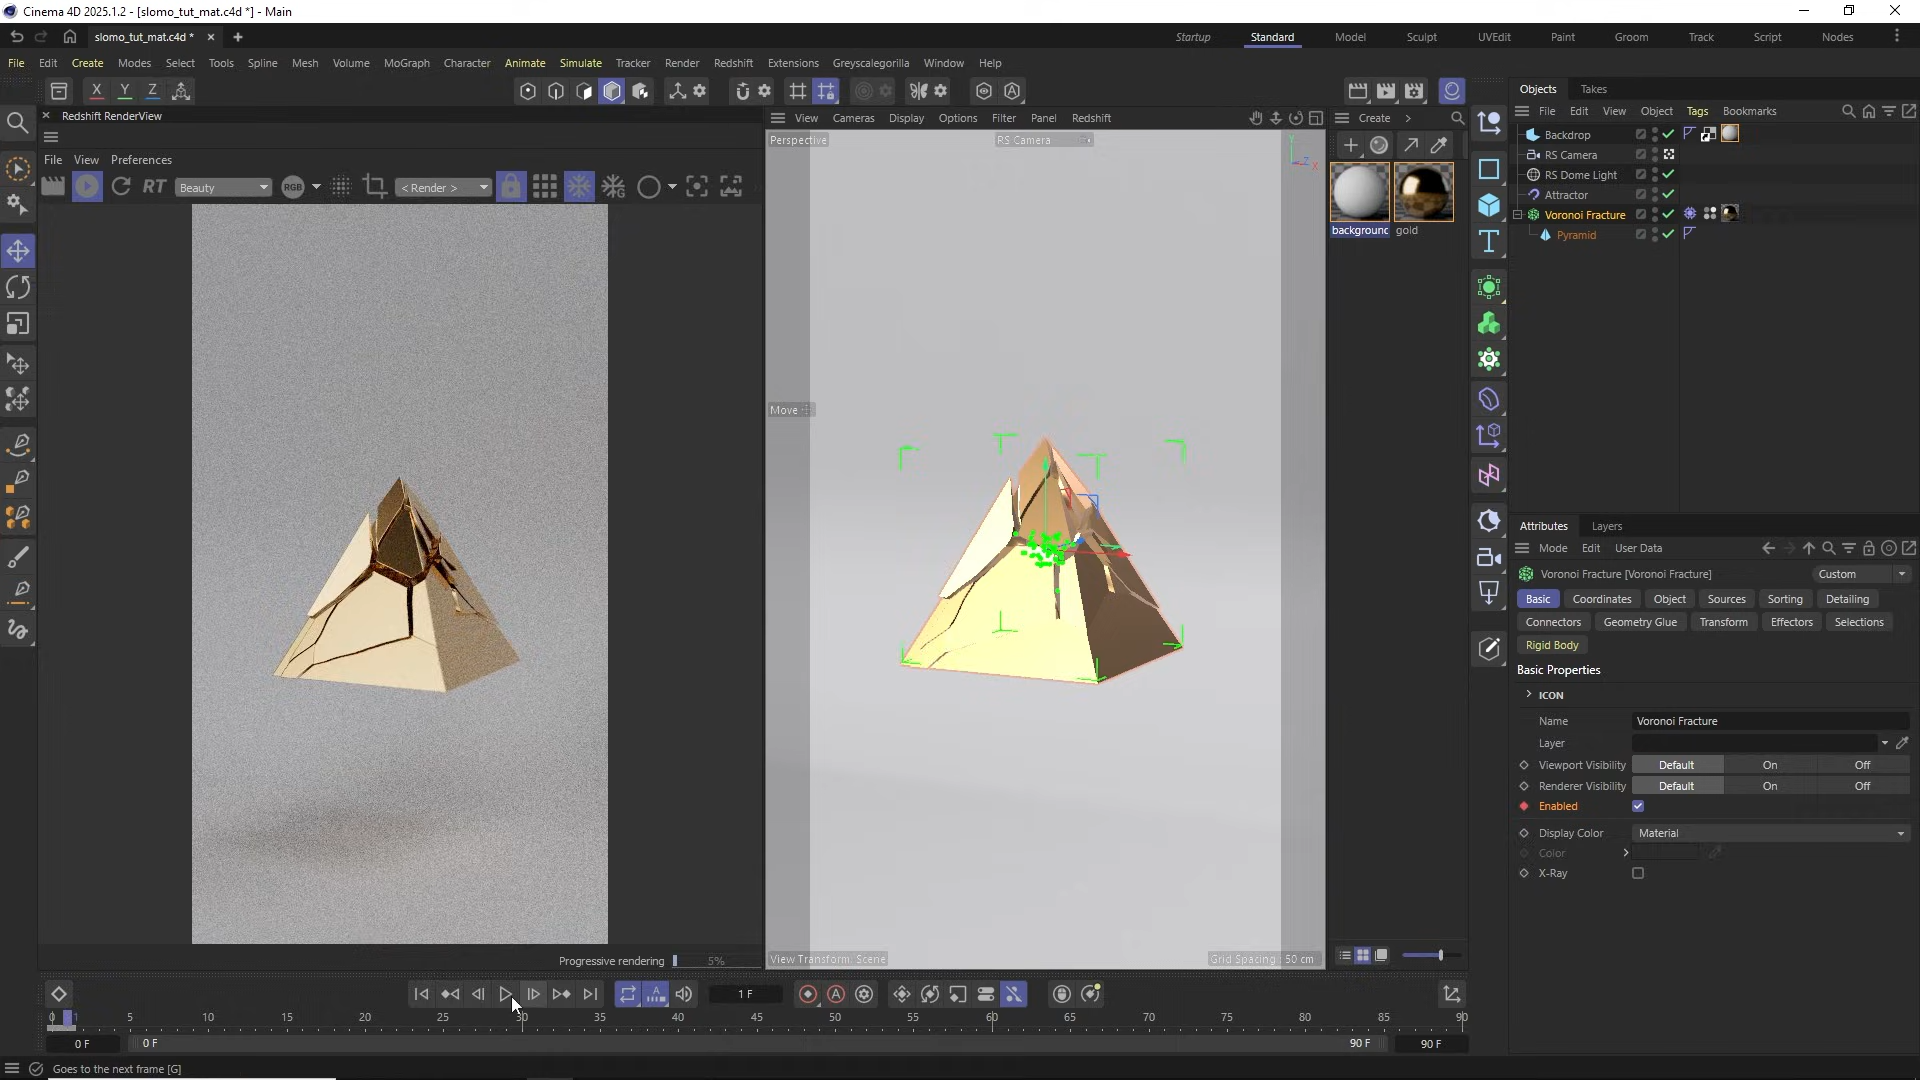 Cinema 4D 2025.1.2 - [slomo_tut_mat.c4d *] - Main
slomo_tut_mat.c4d *
Startup Standard Model Sculpt UVEdit Paint Groom Track Script Nodes
File Edit Create Modes Select Tools Spline Mesh Volume MoGraph Character Animate Simulate Tracker Render Redshift Extensions Greyscalegorilla Window Help
X Y Z
Objects Takes
File Edit View Object Tags Bookmarks
Redshift RenderView
View Cameras Display Options Filter Panel Redshift
Create
File View Preferences
Perspective
RS Camera
RT Beauty RGB < Render >
backgrounc gold
Backdrop
RS Camera
RS Dome Light
Attractor
Voronoi Fracture
Pyramid
Move
Y
Z
X
Attributes Layers
Mode Edit User Data
Voronoi Fracture [Voronoi Fracture]
Custom
Basic Coordinates Object Sources Sorting Detailing
Connectors Geometry Glue Transform Effectors Selections
Rigid Body
Basic Properties
ICON
Name Voronoi Fracture
Layer
Viewport Visibility Default On Off
Renderer Visibility Default On Off
Enabled
Display Color Material
Color
X-Ray
Progressive rendering 5%
View Transform: Scene
Grid Spacing : 50 cm
1 F
0 1 5 10 15 20 25 30 35 40 45 50 55 60 65 70 75 80 85 90
0 F 0 F 90 F 90 F
Goes to the next frame [G]